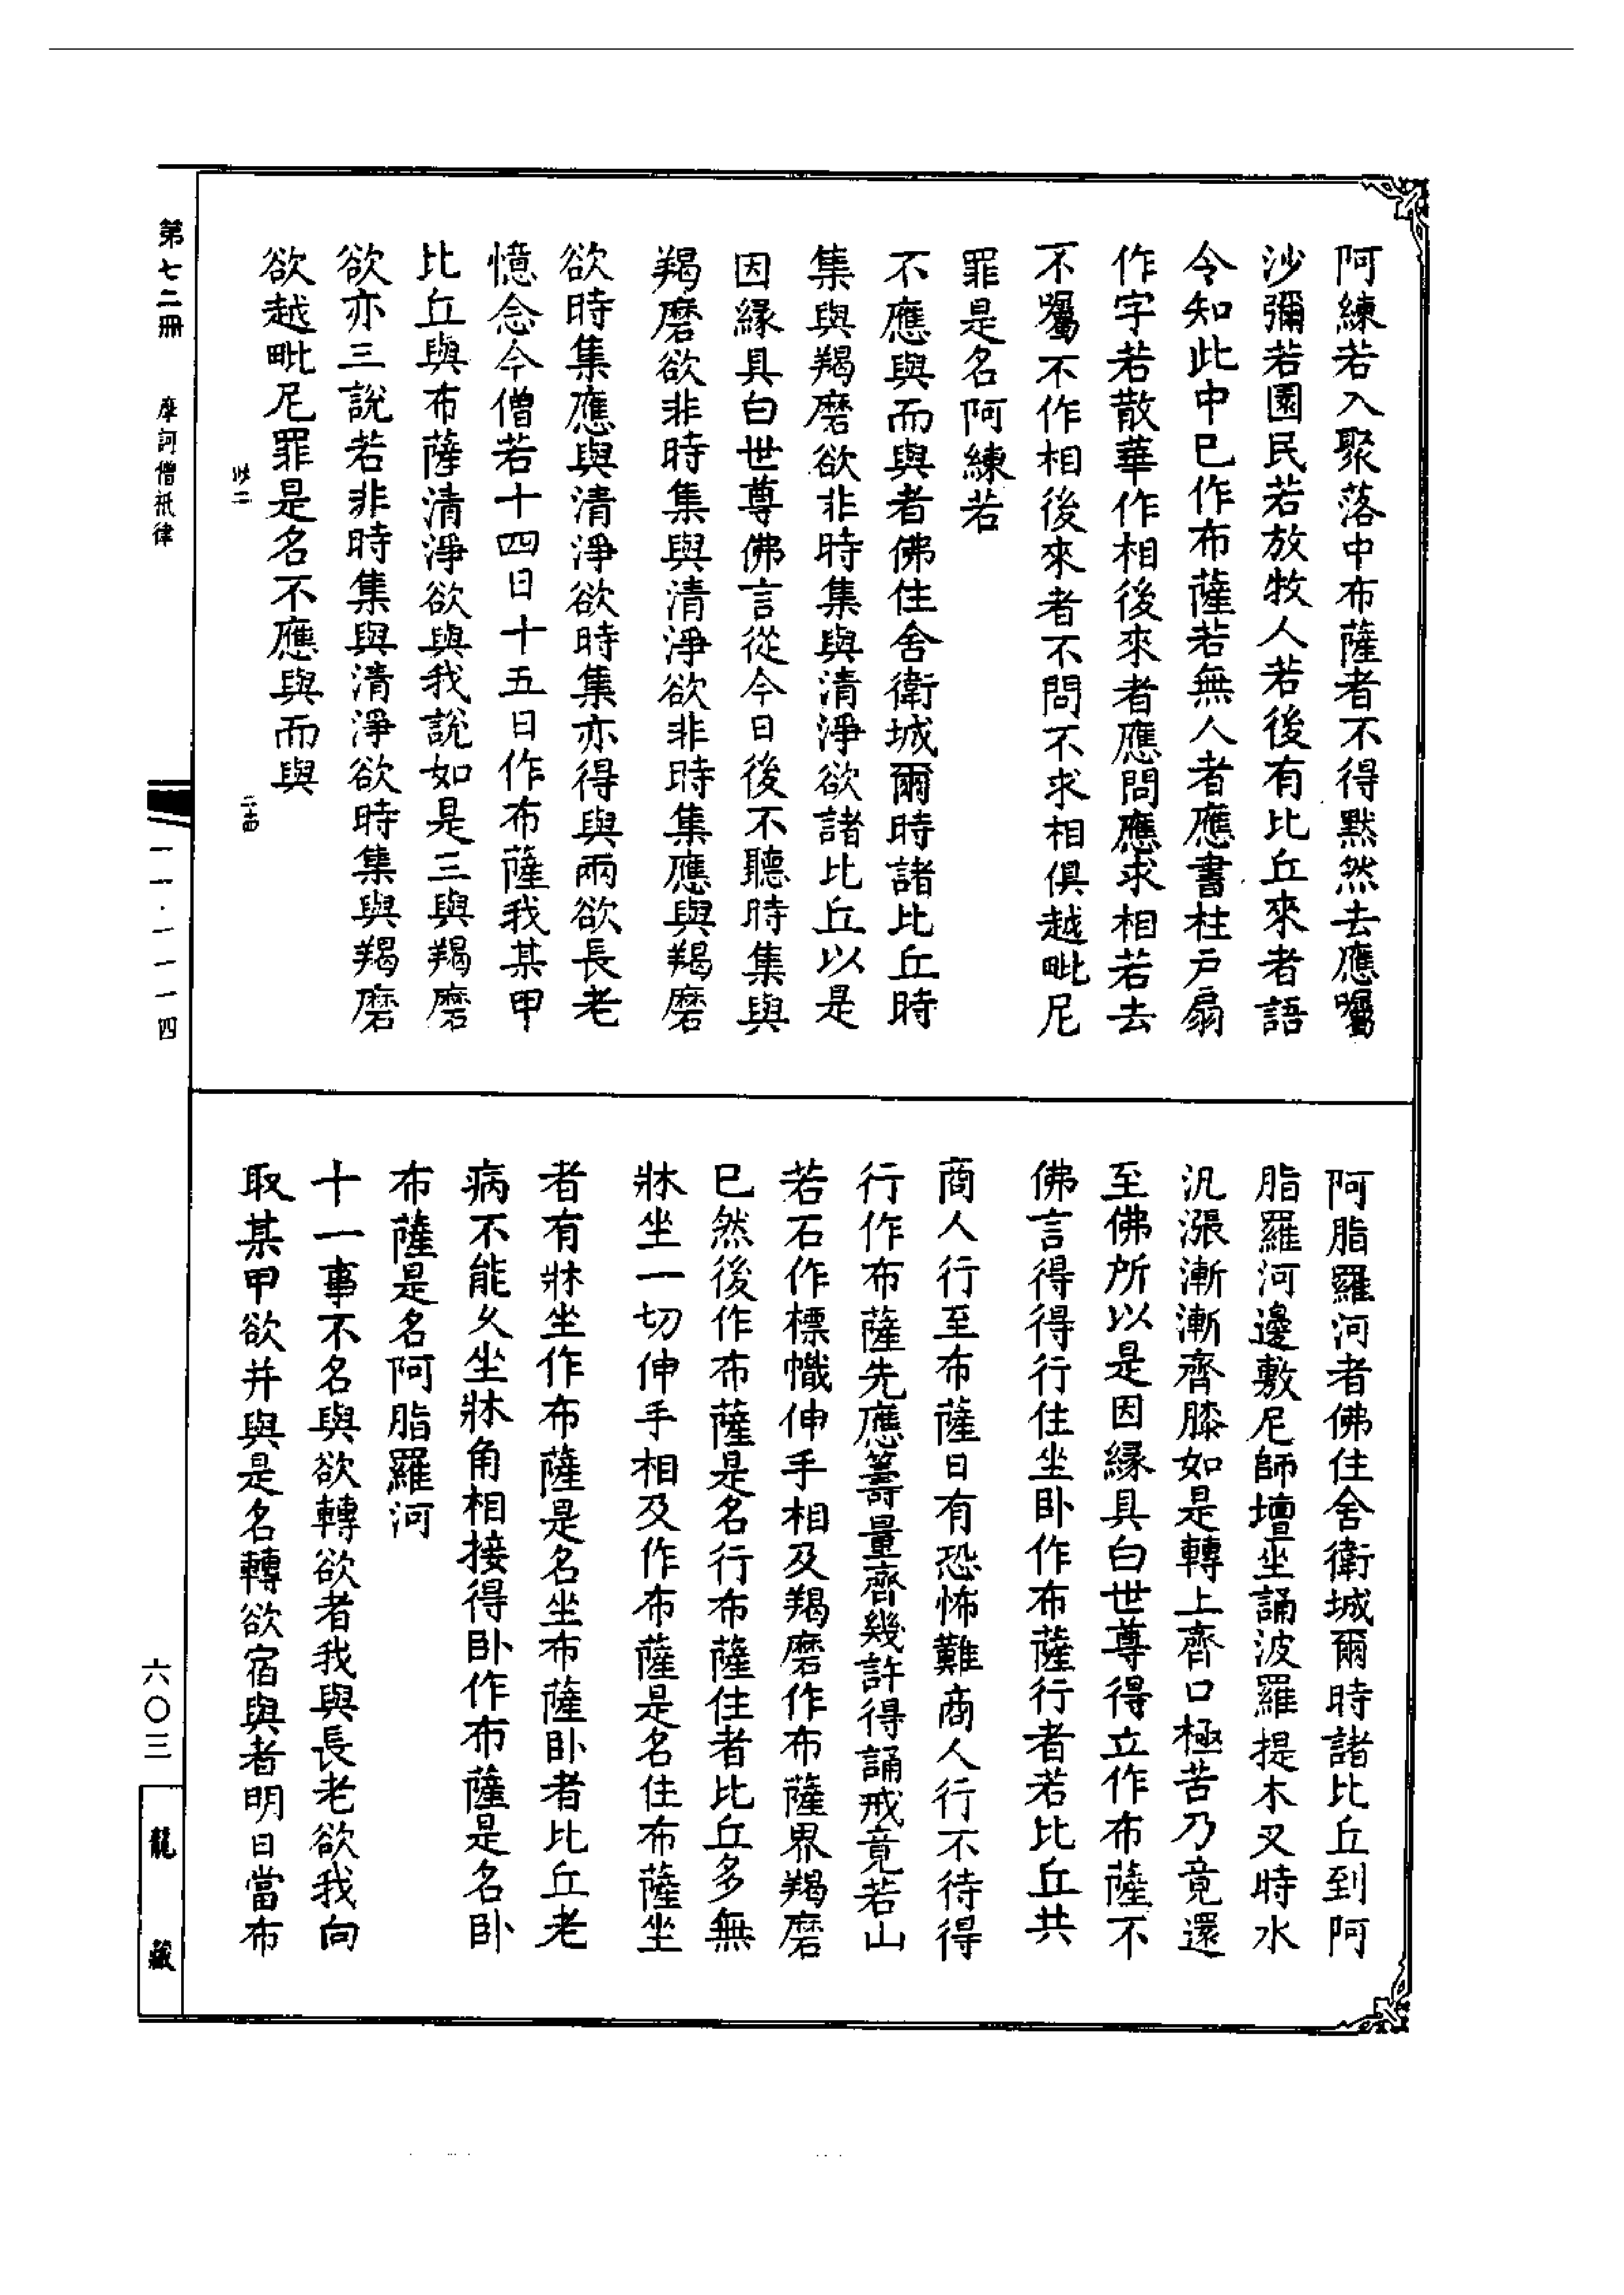 阿練若入聚落中布薩者不得默然去應囑
沙彌若園民若放牧人若後有比丘來者語
令知此中已作布薩若無人者應書柱戶扇
作字若散華作相後來者應問應求相若去
不囑不作相後來者不問不求相俱越毗尼
罪是名阿練若
不應與而與者佛住舍衛城爾時諸比丘時
集與羯磨欲非時集與清淨欲諸比丘以是
因緣具白世尊佛言從今日後不聽時集與
羯磨欲非時集與清淨欲非時集應與羯磨
欲時集應與清淨欲時集亦得與兩欲長老
憶念今僧若十四日十五日作布薩我某甲
比丘與布薩清淨欲與我說如是三與羯磨
欲亦三說若非時集與清淨欲時集與羯磨
欲越毗尼罪是名不應與而與
阿脂羅河者佛住舍衛城爾時諸比丘到阿
脂羅河邊敷尼師壇坐誦波羅提木叉時水
汎漲漸漸齊膝如是轉上齊口極苦乃竟還
至佛所以是因緣具白世尊得立作布薩不
佛言得得行住坐卧作布薩行者若比丘共
商人行至布薩日有恐怖難商人行不待得
行作布薩先應籌量齊幾許得誦戒竟若山
若石作標幟伸手相及羯磨作布薩界羯磨
已然後作布薩是名行布薩住者比丘多無
牀坐一切伸手相及作布薩是名住布薩坐
者有牀坐作布薩是名坐布薩卧者比丘老
病不能久坐牀角相接得卧作布薩是名卧
布薩是名阿脂羅河
十一事不名與欲轉欲者我與長老欲我向
取某甲欲并與是名轉欲宿與者明日當布
第七二冊
摩訶僧祇律
一一·一一一四
六〇三
龍藏